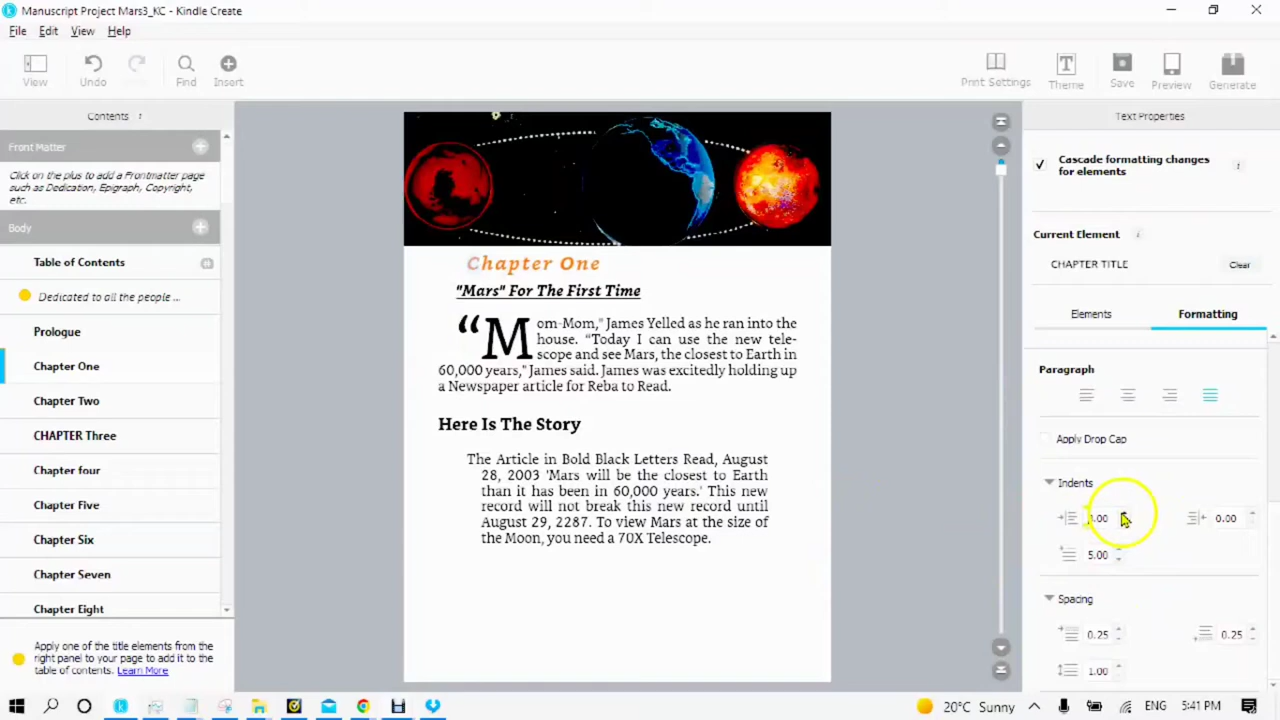 Manuscript Project Mars3_KC - Kindle Create
File Edit View Help
View Undo Redo Find Insert Print Settings Theme Save Preview Generate
Contents
Front Matter
Click on the plus to add a Frontmatter page
such as Dedication, Epigraph, Copyright,
etc.
Body
Table of Contents
Dedicated to all the people ...
Prologue
Chapter One
Chapter Two
CHAPTER Three
Chapter four
Chapter Five
Chapter Six
Chapter Seven
Chapter Eight
Apply one of the title elements from the
right panel to your page to add it to the
table of contents. Learn More
Chapter One
"Mars" For The First Time
“Mom-Mom," James Yelled as he ran into the
house. "Today I can use the new tele-
scope and see Mars, the closest to Earth in
60,000 years," James said. James was excitedly holding up
a Newspaper article for Reba to Read.
Here Is The Story
The Article in Bold Black Letters Read, August
28, 2003 'Mars will be the closest to Earth
than it has been in 60,000 years.' This new
record will not break this new record until
August 29, 2287. To view Mars at the size of
the Moon, you need a 70X Telescope.
Text Properties
Cascade formatting changes
for elements
Current Element
CHAPTER TITLE Clear
Elements Formatting
Paragraph
Apply Drop Cap
Indents
0.00
5.00
Spacing
0.25 0.25
1.00
20°C Sunny ENG 5:41 PM